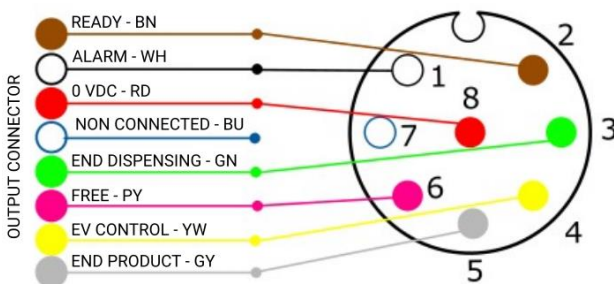 OUTPUT CONNECTOR
READY - BN
ALARM - WH
0 VDC - RD
NON CONNECTED - BU
END DISPENSING - GN
FREE - PY
EV CONTROL - YW
END PRODUCT - GY
2
1
8
3
7
6
4
5